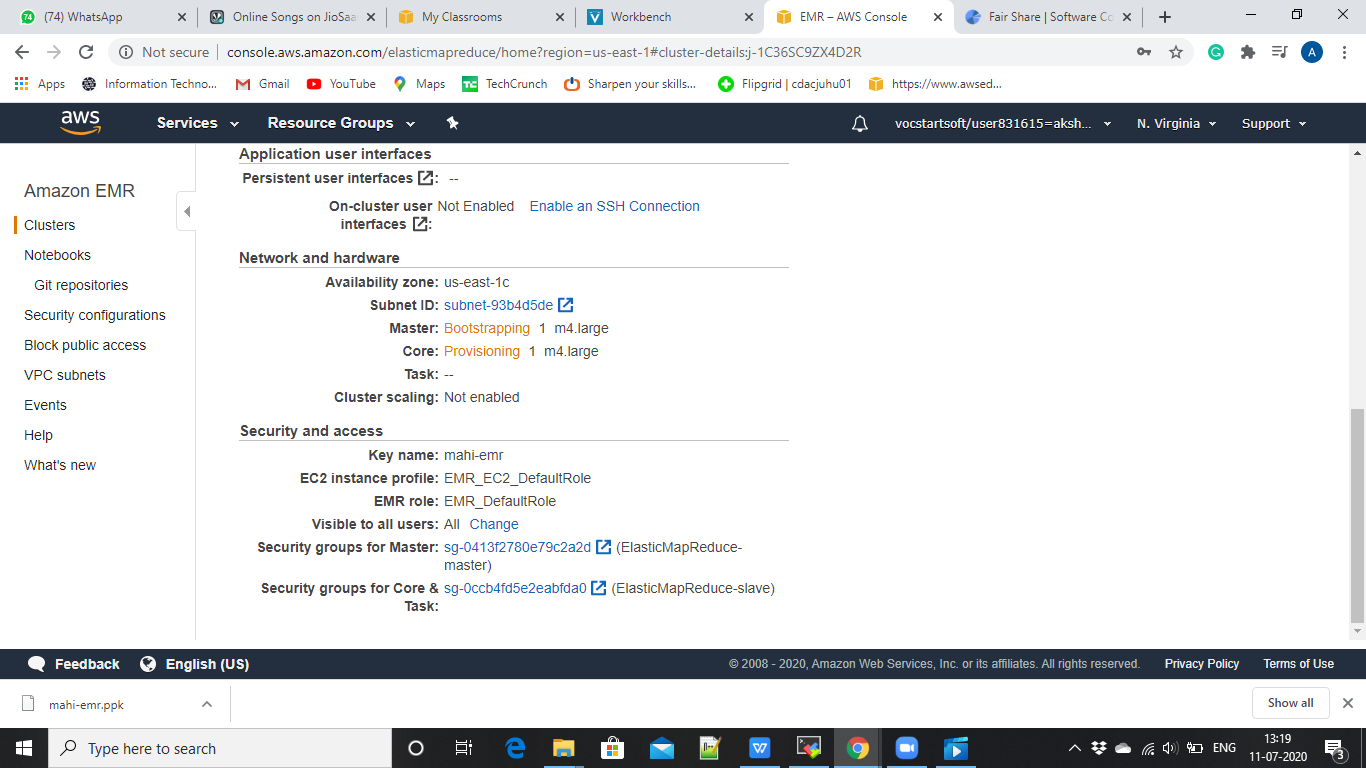 (74) WhatsApp
Online Songs on JioSaa
My Classrooms
Workbench
EMR – AWS Console
Fair Share | Software Co
Not secure
console.aws.amazon.com/elasticmapreduce/home?region=us-east-1#cluster-details:j-1C36SC9ZX4D2R
A
Apps
Information Techno...
Gmail
YouTube
Maps
TechCrunch
Sharpen your skills...
Flipgrid | cdacjuhu01
https://www.awsed...
aws
Services
Resource Groups
vocstartsoft/user831615=aksh...
N. Virginia
Support
Amazon EMR
Clusters
Notebooks
Git repositories
Security configurations
Block public access
VPC subnets
Events
Help
What's new
Application user interfaces
Persistent user interfaces : --
On-cluster user Not Enabled Enable an SSH Connection
interfaces :
Network and hardware
Availability zone: us-east-1c
Subnet ID: subnet-93b4d5de
Master: Bootstrapping 1 m4.large
Core: Provisioning 1 m4.large
Task: --
Cluster scaling: Not enabled
Security and access
Key name: mahi-emr
EC2 instance profile: EMR_EC2_DefaultRole
EMR role: EMR_DefaultRole
Visible to all users: All Change
Security groups for Master: sg-0413f2780e79c2a2d (ElasticMapReduce-
master)
Security groups for Core & sg-0ccb4fd5e2eabfda0 (ElasticMapReduce-slave)
Task:
Feedback
English (US)
© 2008 - 2020, Amazon Web Services, Inc. or its affiliates. All rights reserved.
Privacy Policy
Terms of Use
mahi-emr.ppk
Show all
Type here to search
ENG
13:19
11-07-2020
3